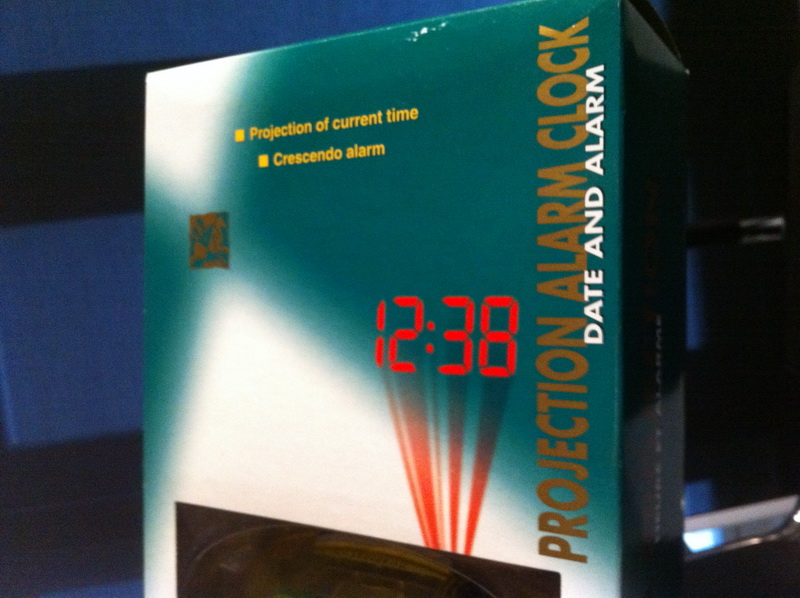 Projection of current time
Crescendo alarm
12:38
PROJECTION ALARM CLOCK
DATE AND ALARM